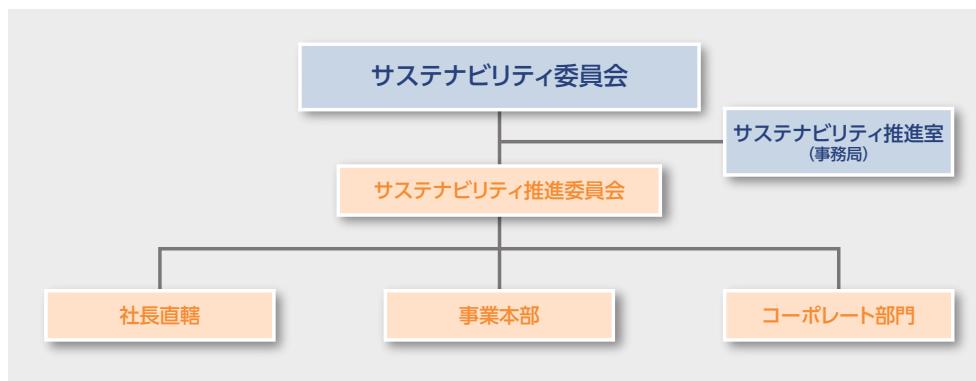 サステナビリティ委員会
サステナビリティ推進室
(事務局)
サステナビリティ推進委員会
社長直轄
事業本部
コーポレート部門